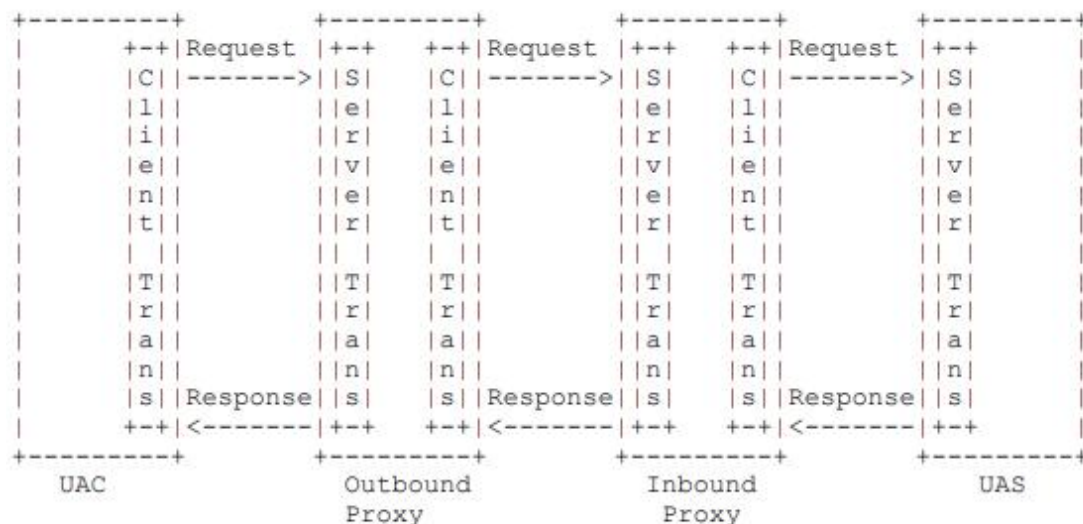 +---------+        +---------+        +---------+        +---------+
|      +-+|Request |+-+   +-+|Request |+-+   +-+|Request |+-+      |
|      |C||------->||S|   |C||------->||S|   |C||------->||S|      |
|      |l||        ||e|   |l||        ||e|   |l||        ||e|      |
|      |i||        ||r|   |i||        ||r|   |i||        ||r|      |
|      |e||        ||v|   |e||        ||v|   |e||        ||v|      |
|      |n||        ||e|   |n||        ||e|   |n||        ||e|      |
|      |t||        ||r|   |t||        ||r|   |t||        ||r|      |
|      | ||        || |   | ||        || |   | ||        || |      |
|      |T||        ||T|   |T||        ||T|   |T||        ||T|      |
|      |r||        ||r|   |r||        ||r|   |r||        ||r|      |
|      |a||        ||a|   |a||        ||a|   |a||        ||a|      |
|      |n||        ||n|   |n||        ||n|   |n||        ||n|      |
|      |s||Response||s|   |s||Response||s|   |s||Response||s|      |
|      +-+|<-------|+-+   +-+|<-------|+-+   +-+|<-------|+-+      |
+---------+        +---------+        +---------+        +---------+
   UAC               Outbound           Inbound              UAS
                     Proxy               Proxy